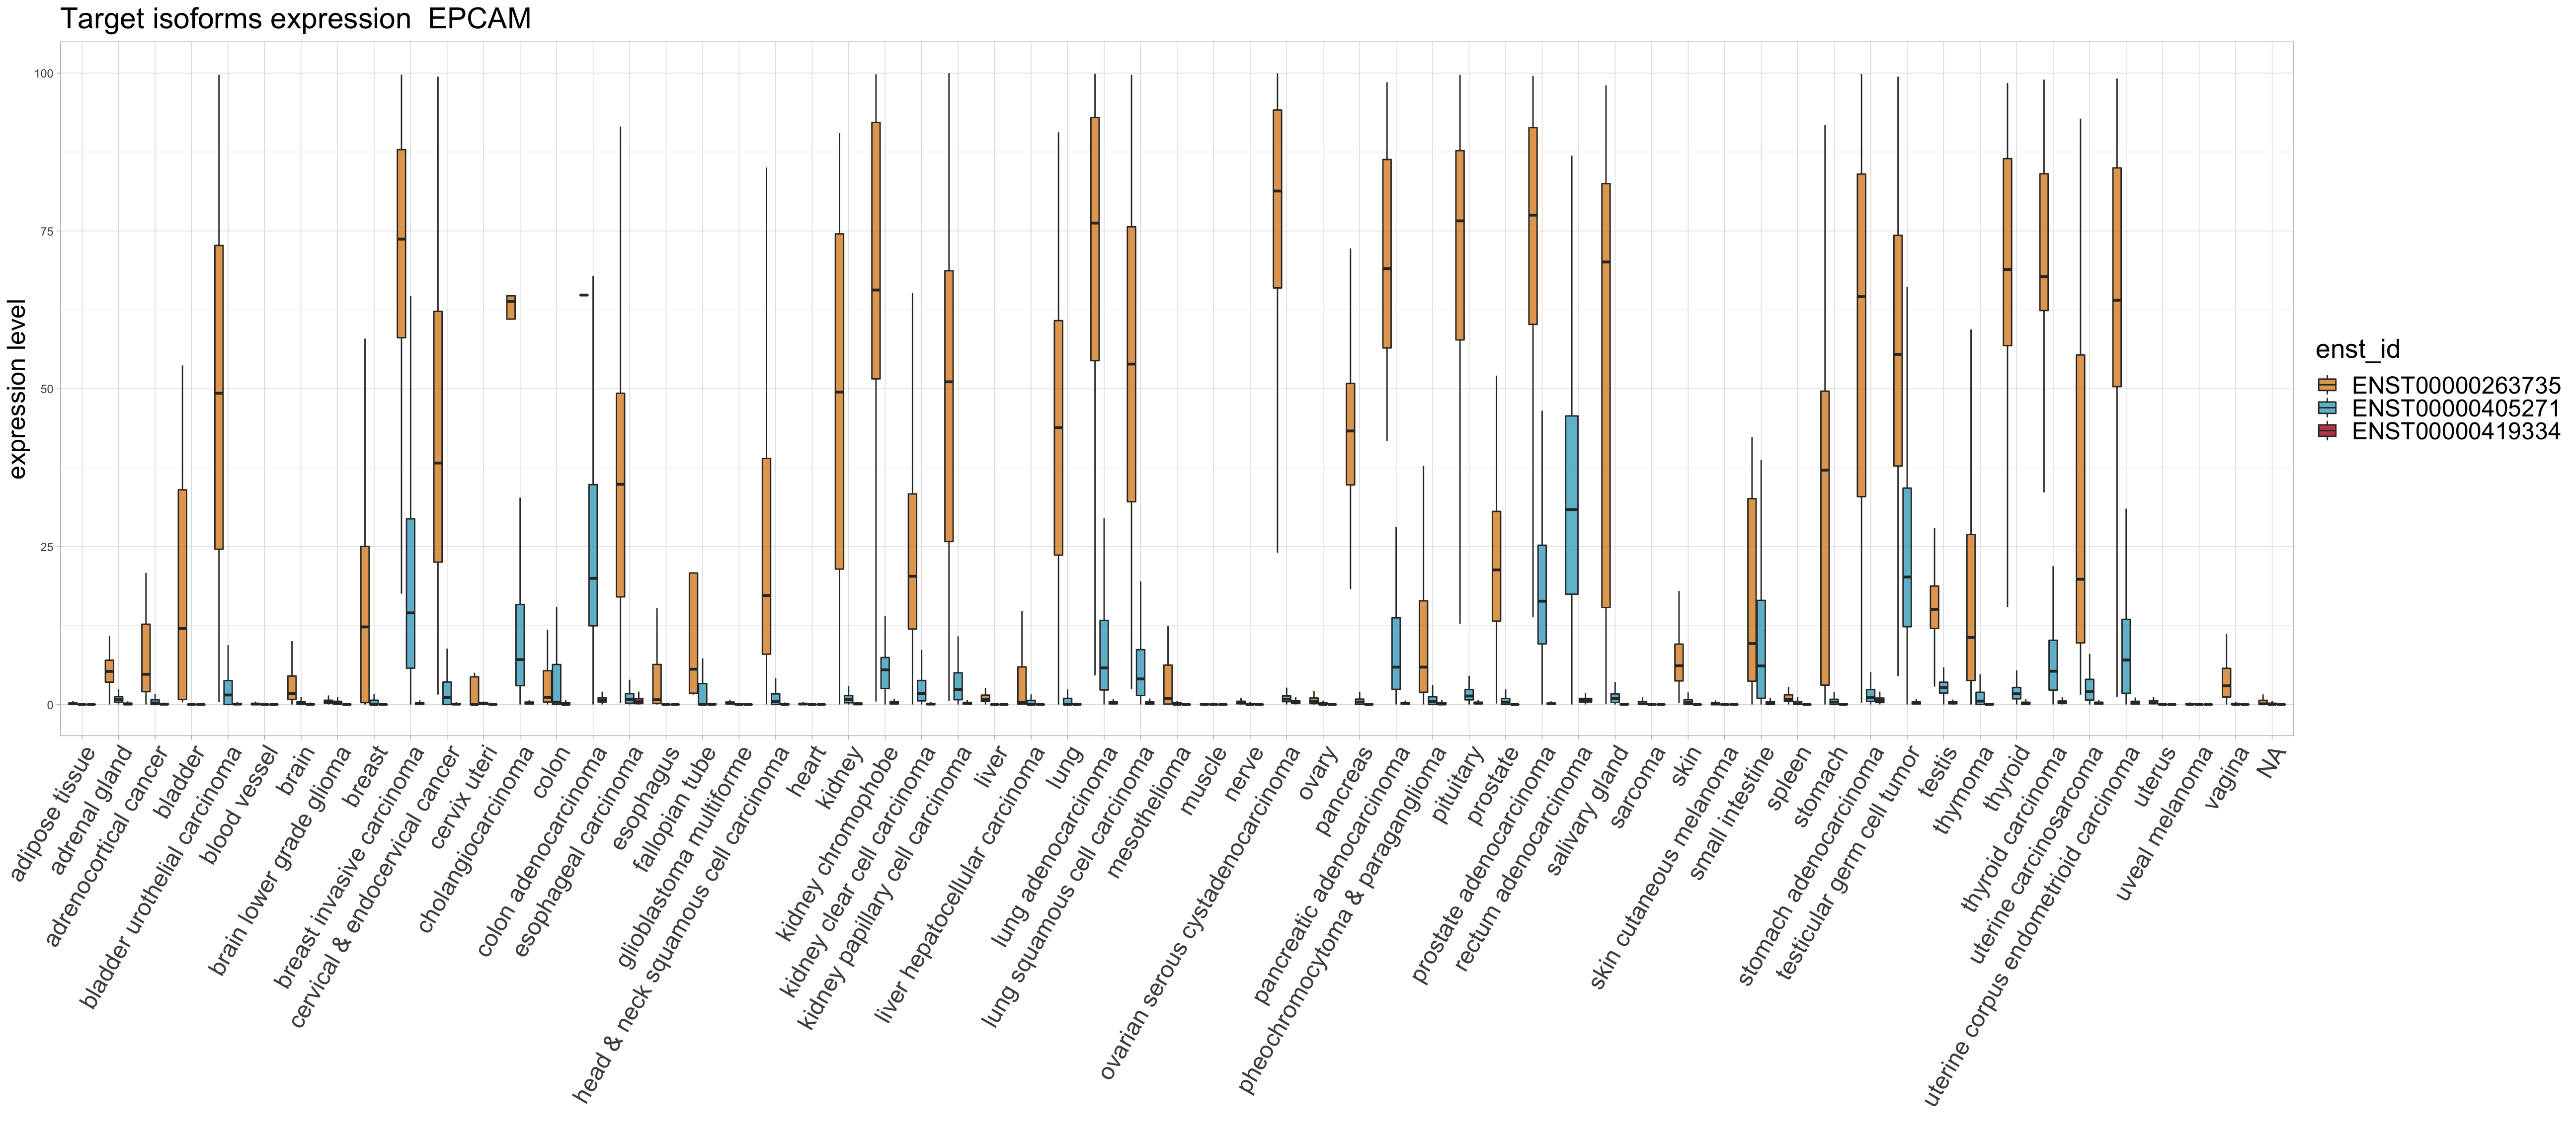 Target isoforms expression  EPCAM
expression level
100
75
50
25
0
adipose tissue
adrenal gland
adrenocortical cancer
bladder
bladder urothelial carcinoma
blood vessel
brain
brain lower grade glioma
breast
breast invasive carcinoma
cervical & endocervical cancer
cervix uteri
cholangiocarcinoma
colon
colon adenocarcinoma
esophageal carcinoma
esophagus
fallopian tube
glioblastoma multiforme
head & neck squamous cell carcinoma
heart
kidney
kidney chromophobe
kidney clear cell carcinoma
kidney papillary cell carcinoma
liver
liver hepatocellular carcinoma
lung
lung adenocarcinoma
lung squamous cell carcinoma
mesothelioma
muscle
nerve
ovarian serous cystadenocarcinoma
ovary
pancreas
pancreatic adenocarcinoma
pheochromocytoma & paraganglioma
pituitary
prostate
prostate adenocarcinoma
rectum adenocarcinoma
salivary gland
sarcoma
skin
skin cutaneous melanoma
small intestine
spleen
stomach
stomach adenocarcinoma
testicular germ cell tumor
testis
thymoma
thyroid
thyroid carcinoma
uterine carcinosarcoma
uterine corpus endometrioid carcinoma
uterus
uveal melanoma
vagina
NA
enst_id
ENST00000263735
ENST00000405271
ENST00000419334